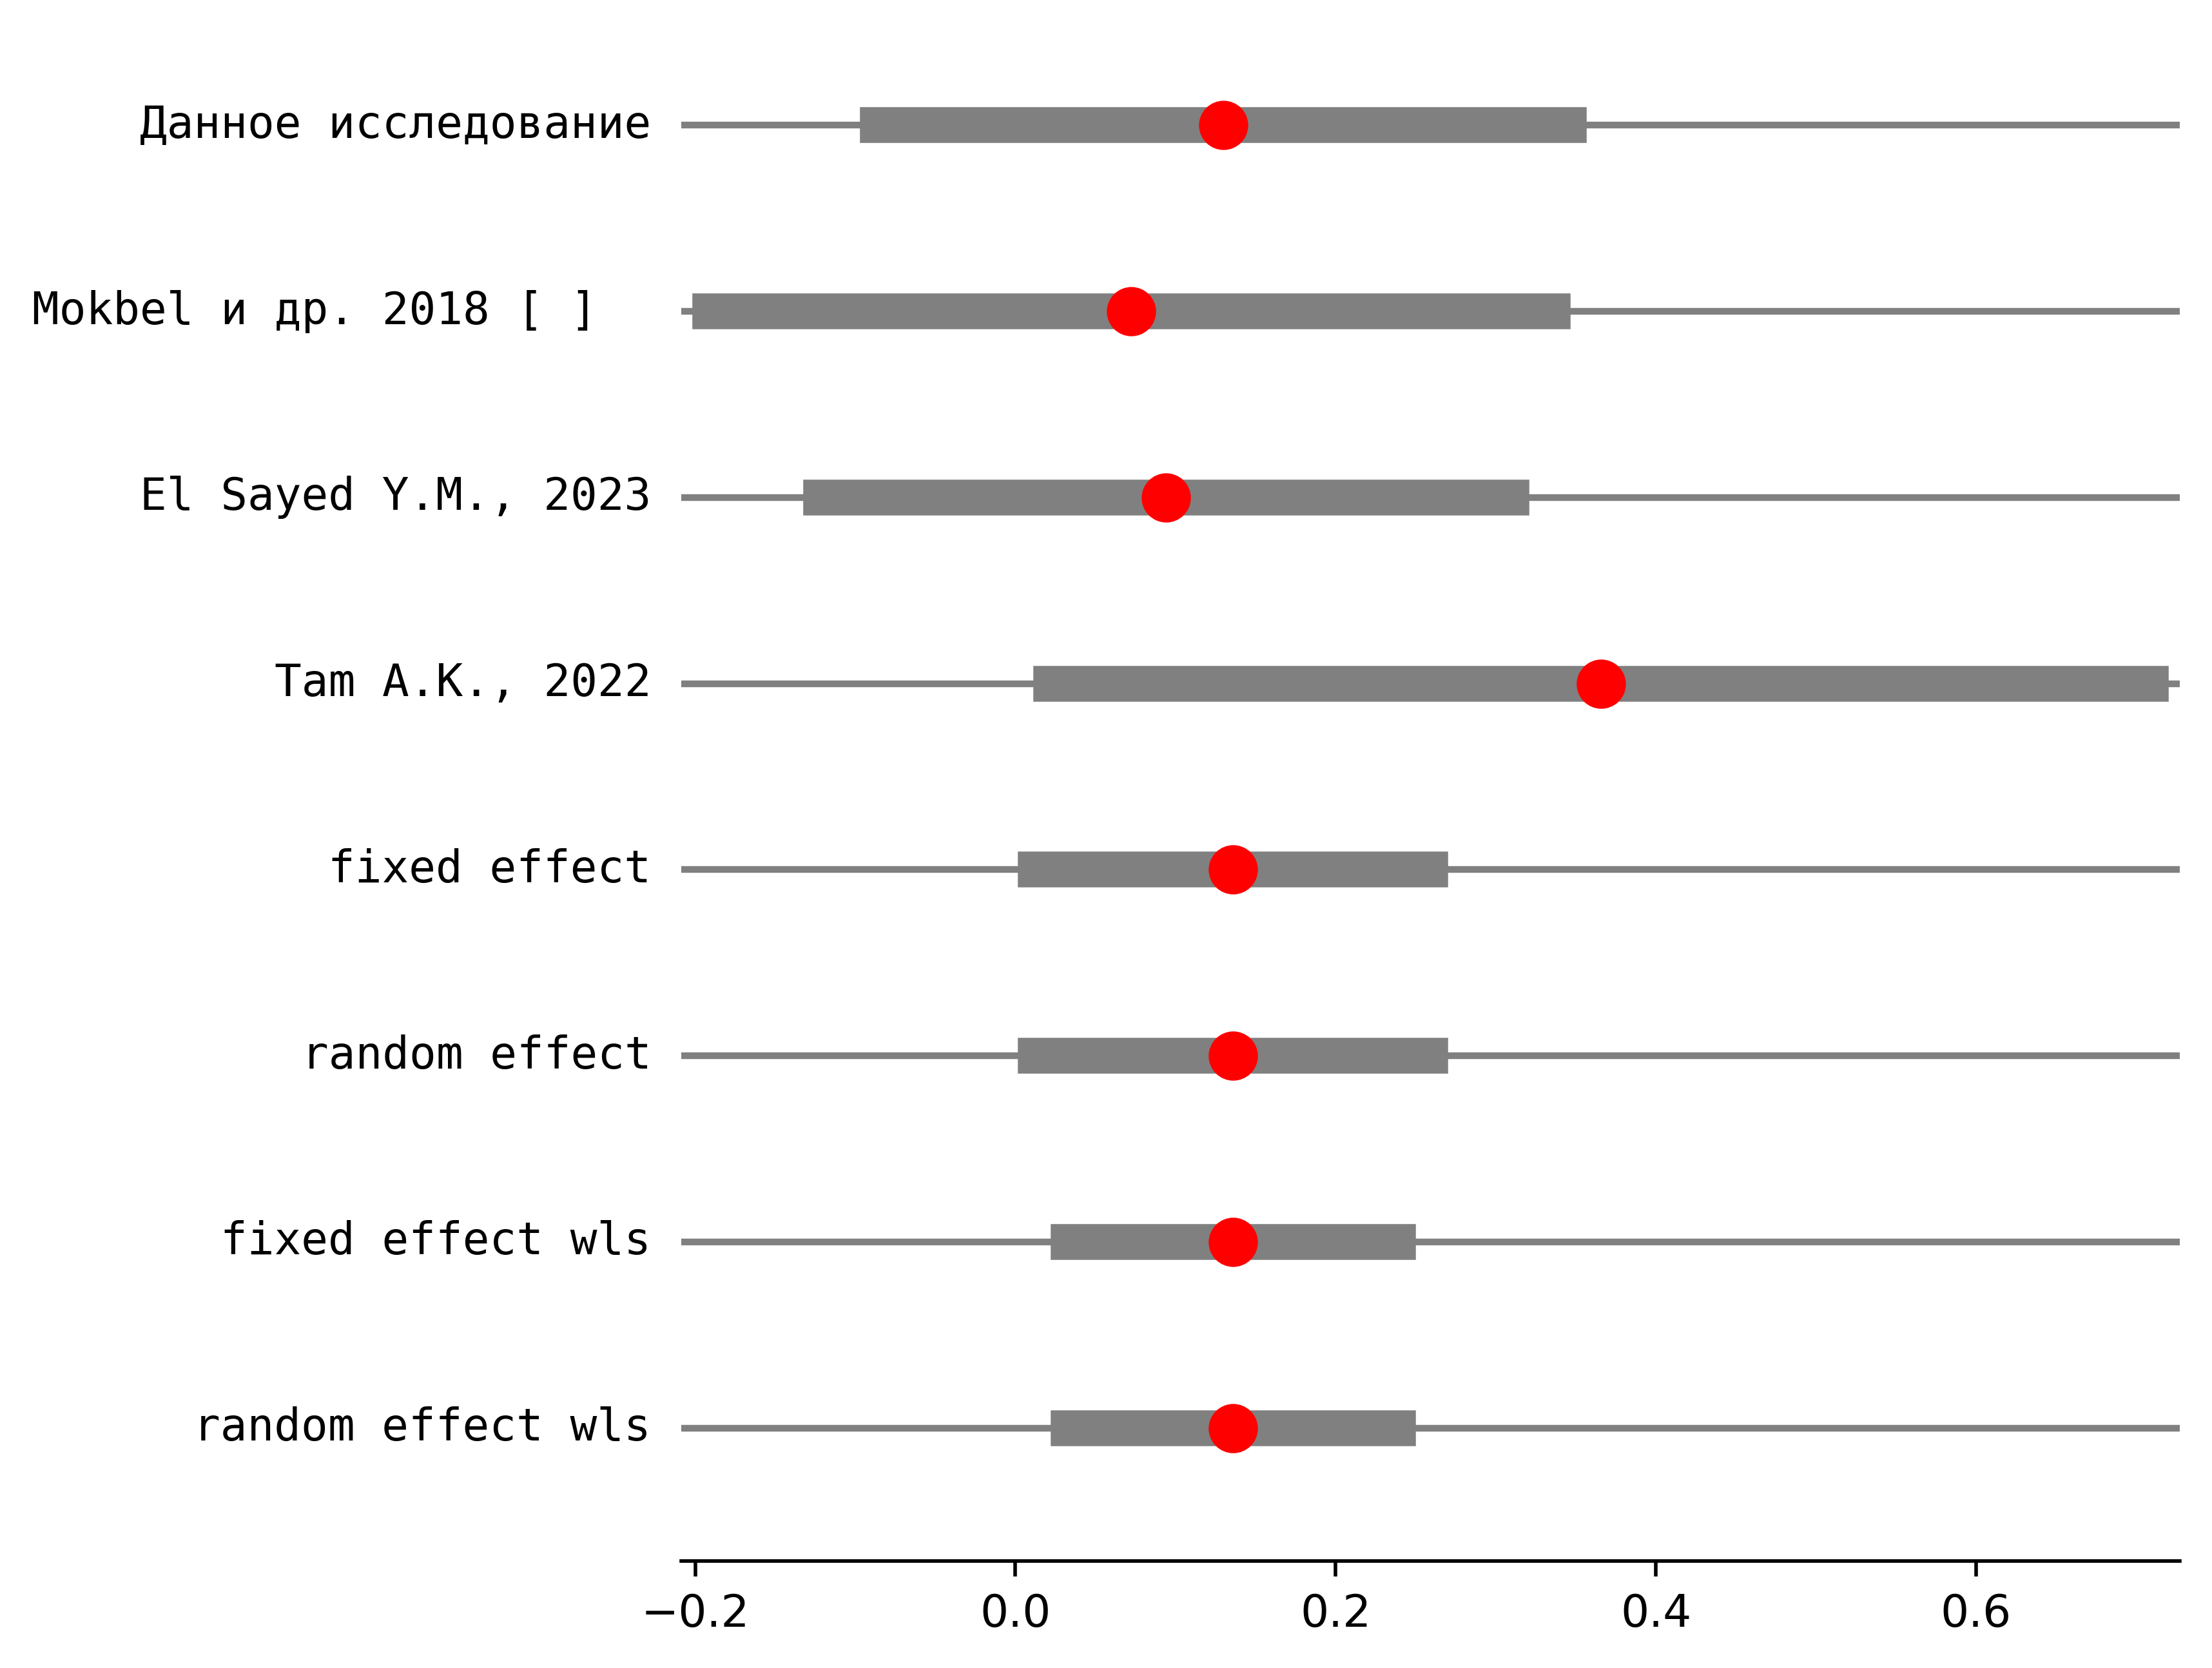 Данное исследование
Mokbel и др. 2018 [ ]
El Sayed Y.M., 2023
Tam A.K., 2022
fixed effect
random effect
fixed effect wls
random effect wls
−0.2 0.0 0.2 0.4 0.6